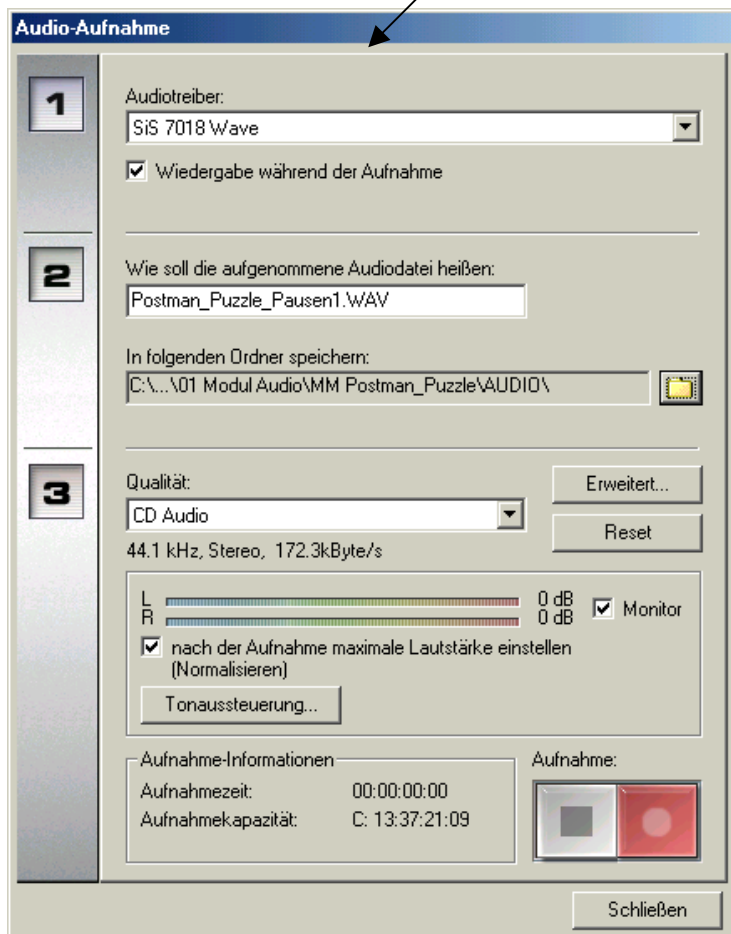 Audio-Aufnahme
1
Audiotreiber:
SiS 7018 Wave
Wiedergabe während der Aufnahme
2
Wie soll die aufgenommene Audiodatei heißen:
Postman_Puzzle_Pausen1.WAV
In folgenden Ordner speichern:
C:\...\01 Modul Audio\MM Postman_Puzzle\AUDIO\
3
Qualität:
Erweitert...
CD Audio
Reset
44.1 kHz, Stereo, 172.3kByte/s
L 0 dB
R 0 dB
Monitor
nach der Aufnahme maximale Lautstärke einstellen
(Normalisieren)
Tonaussteuerung...
Aufnahme-Informationen
Aufnahme:
Aufnahmezeit: 00:00:00:00
Aufnahmekapazität: C: 13:37:21:09
Schließen